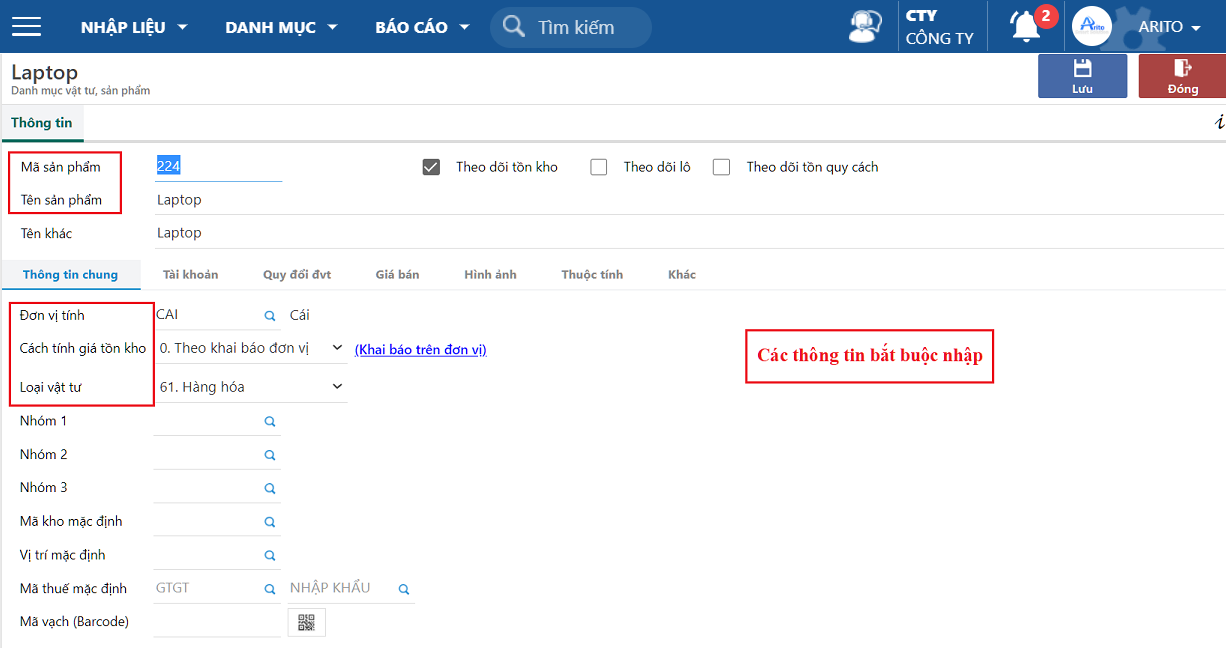 NHẬP LIỆU DANH MỤC BÁO CÁO Tìm kiếm CTY 2 Arito ARITO
CÔNG TY
Laptop
Danh mục vật tư, sản phẩm
Lưu Đóng
Thông tin i
Mã sản phẩm 224 Theo dõi tồn kho Theo dõi lô Theo dõi tồn quy cách
Tên sản phẩm Laptop
Tên khác Laptop
Thông tin chung Tài khoản Quy đổi đvt Giá bán Hình ảnh Thuộc tính Khác
Đơn vị tính CAI Cái
Cách tính giá tồn kho 0. Theo khai báo đơn vị (Khai báo trên đơn vị)
Các thông tin bắt buộc nhập
Loại vật tư 61. Hàng hóa
Nhóm 1
Nhóm 2
Nhóm 3
Mã kho mặc định
Vị trí mặc định
Mã thuế mặc định GTGT NHẬP KHẨU
Mã vạch (Barcode)